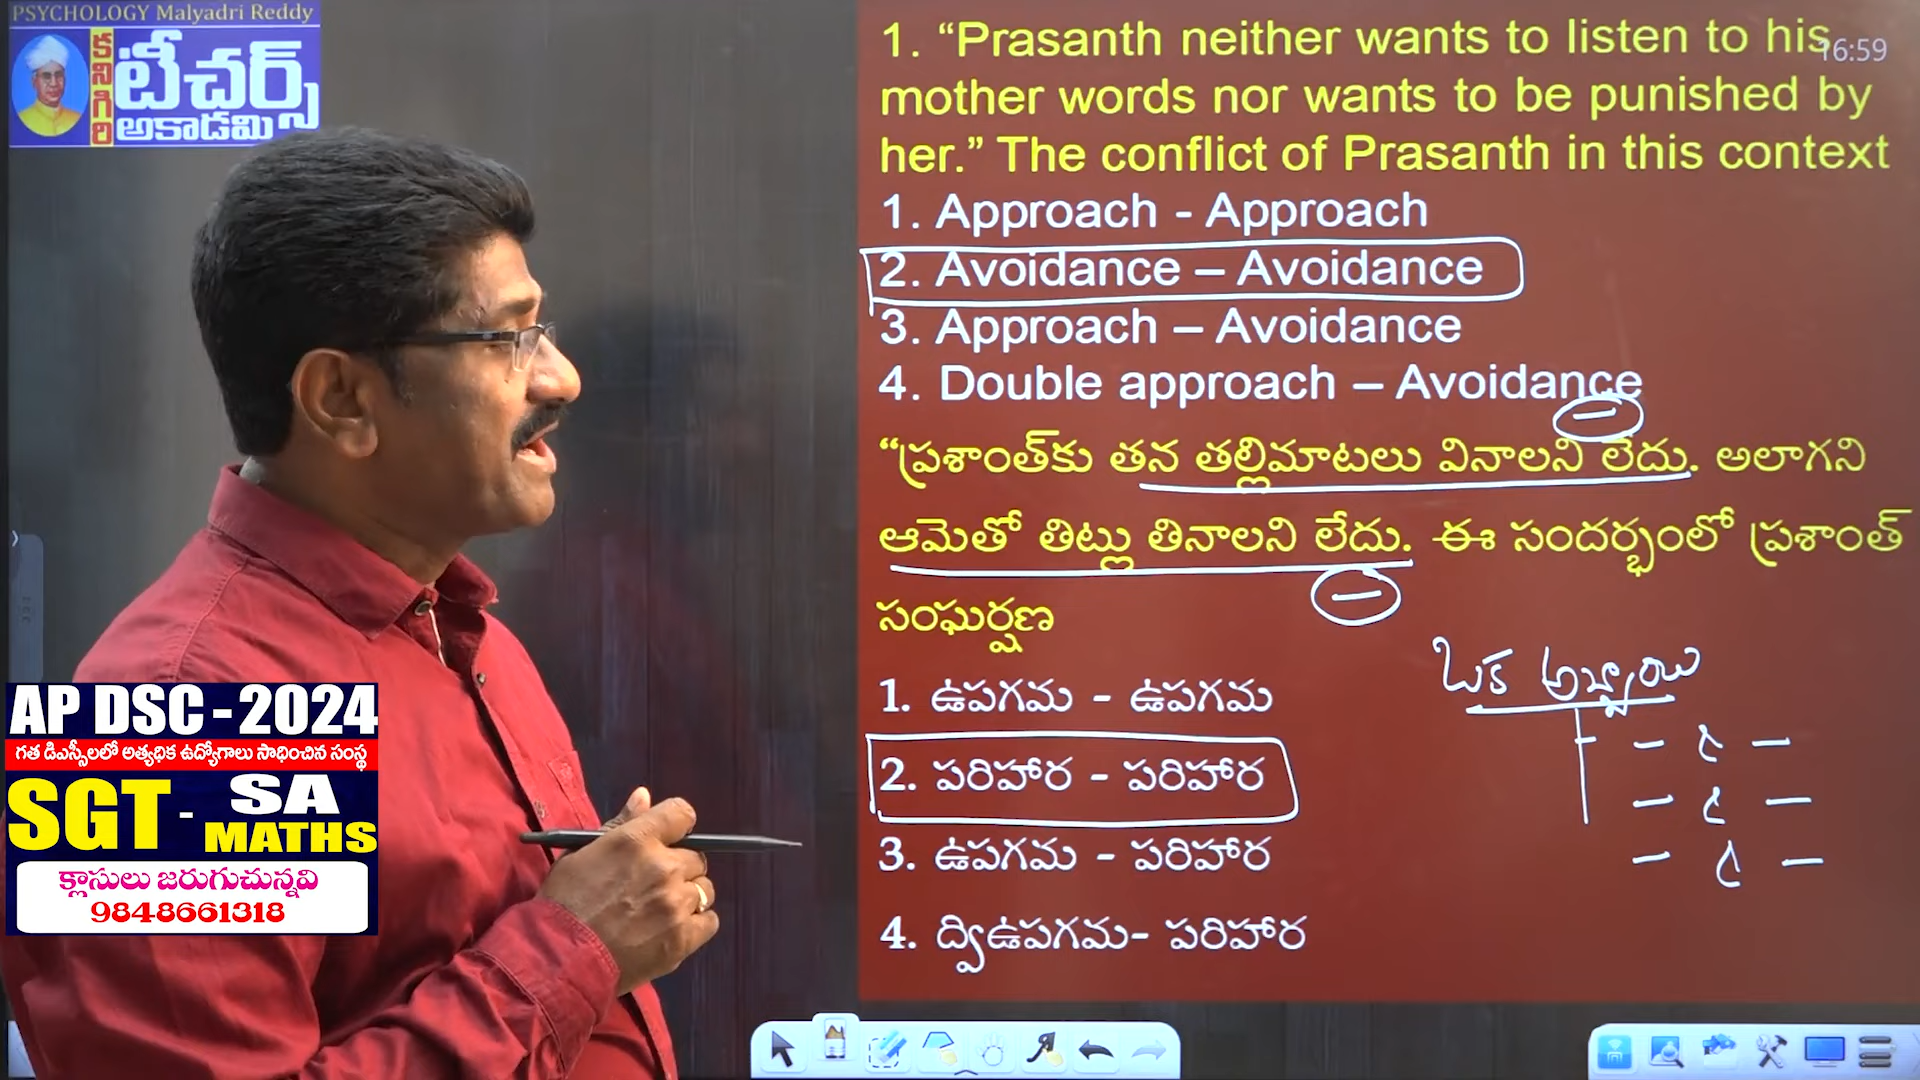 PSYCHOLOGY Malyadri Reddy
కనిగిరి
టీచర్స్
అకాడమి
16:59
1. “Prasanth neither wants to listen to his
mother words nor wants to be punished by
her.” The conflict of Prasanth in this context
1. Approach - Approach
2. Avoidance – Avoidance
3. Approach – Avoidance
4. Double approach – Avoidance
“ప్రశాంత్‌కు తన తల్లిమాటలు వినాలని లేదు. అలాగని
ఆమెతో తిట్లు తినాలని లేదు. ఈ సందర్భంలో ప్రశాంత్
సంఘర్షణ
1. ఉపగమ - ఉపగమ
2. పరిహార - పరిహార
3. ఉపగమ - పరిహార
4. ద్విఉపగమ- పరిహార
ఒక అబ్బాయి
AP DSC - 2024
గత డిఎస్సీలలో అత్యధిక ఉద్యోగాలు సాధించిన సంస్థ
SGT - SA
MATHS
క్లాసులు జరుగుచున్నవి
9848661318